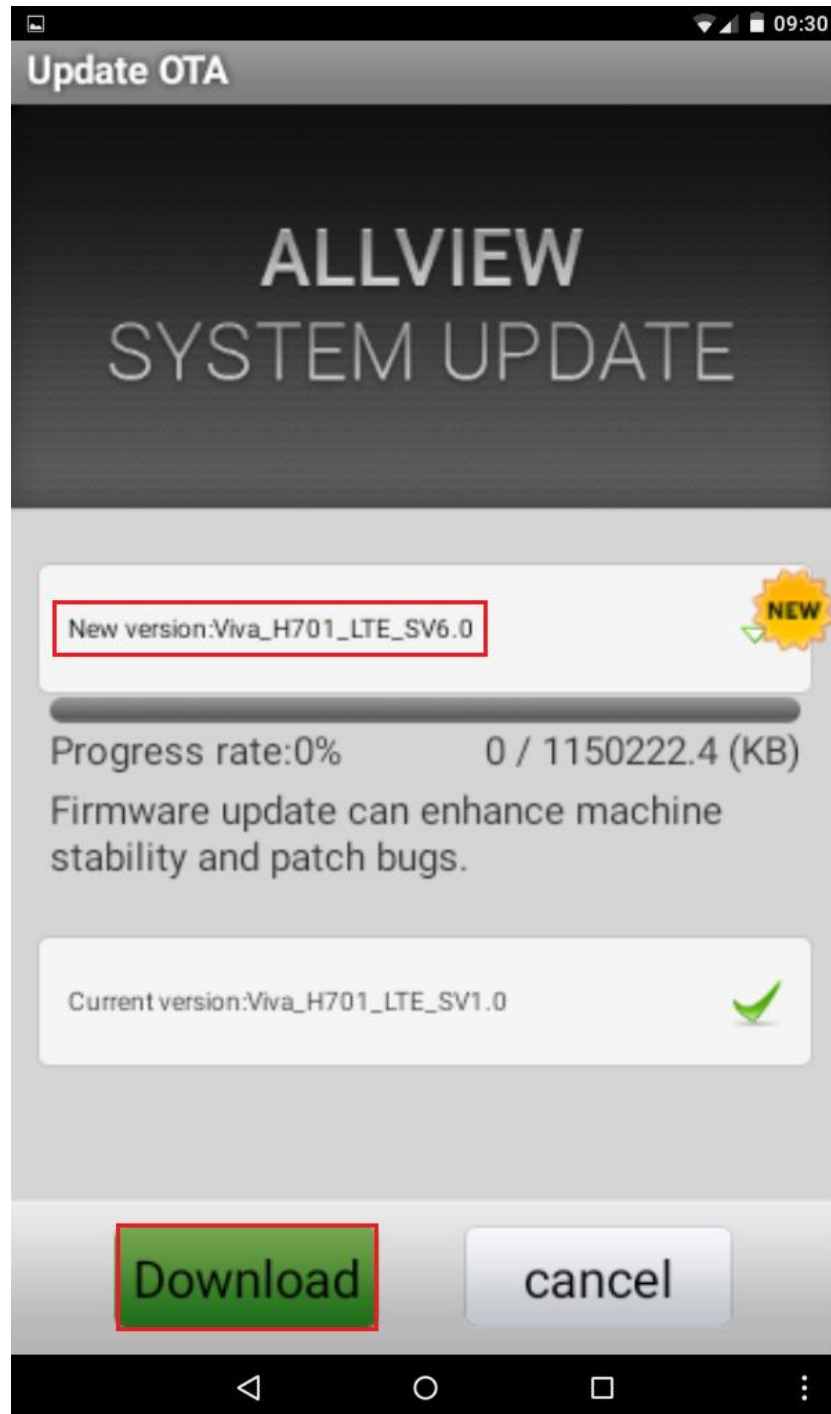 09:30
Update OTA
ALLVIEW
SYSTEM UPDATE
New version:Viva_H701_LTE_SV6.0
NEW
Progress rate:0% 0 / 1150222.4 (KB)
Firmware update can enhance machine
stability and patch bugs.
Current version:Viva_H701_LTE_SV1.0
Download cancel